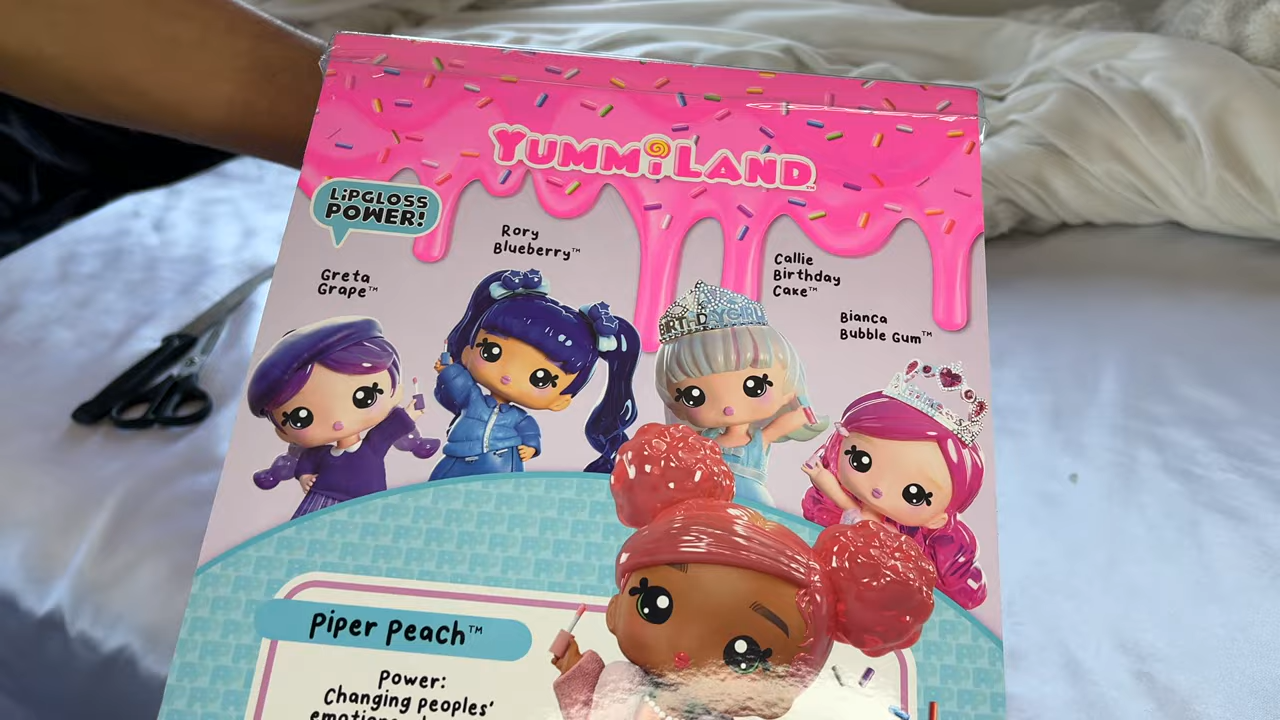 YUMMiLAND™
LiPGLOSS
POWER!
Rory
Blueberry™
Greta
Grape™
Callie
Birthday
Cake™
Bianca
Bubble Gum™
BIRTHDAY GIRL
Piper Peach™
Power:
Changing peoples'